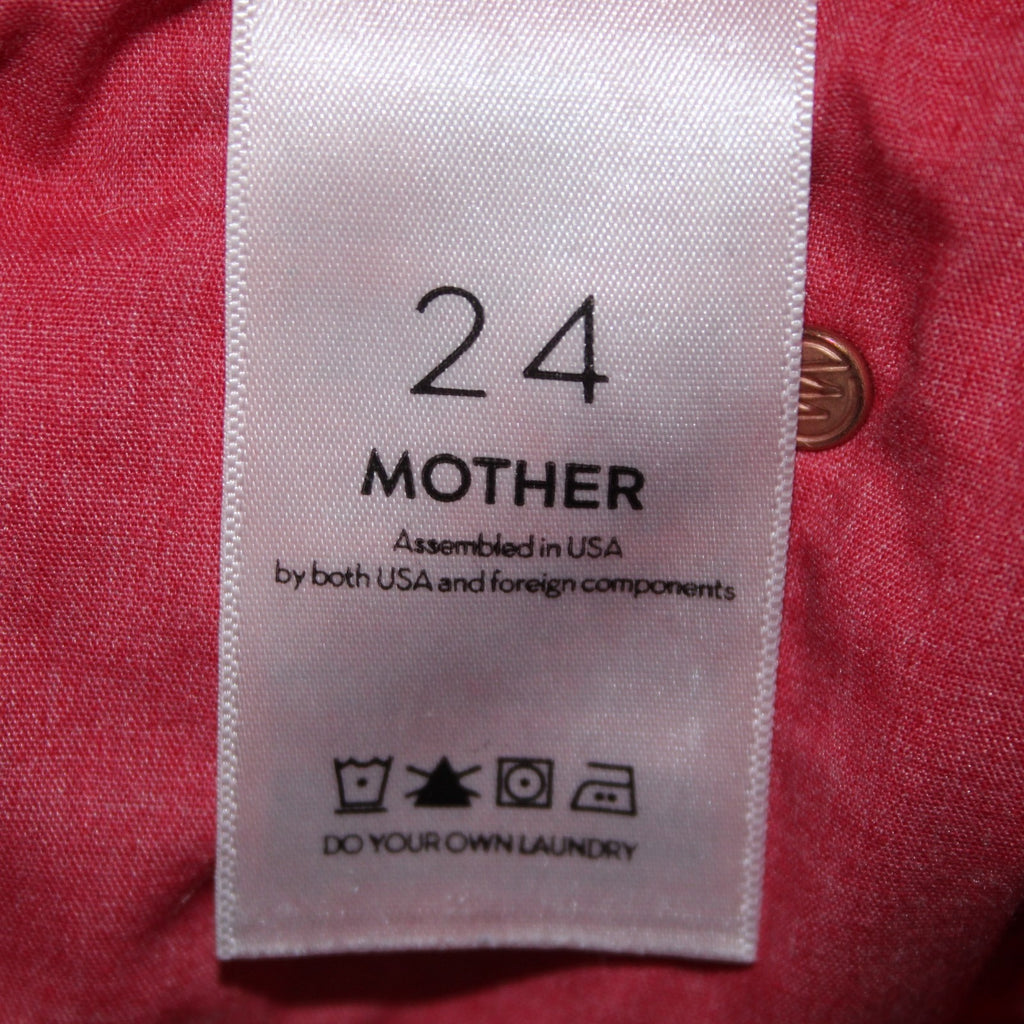 24
MOTHER
Assembled in USA
by both USA and foreign components
DO YOUR OWN LAUNDRY